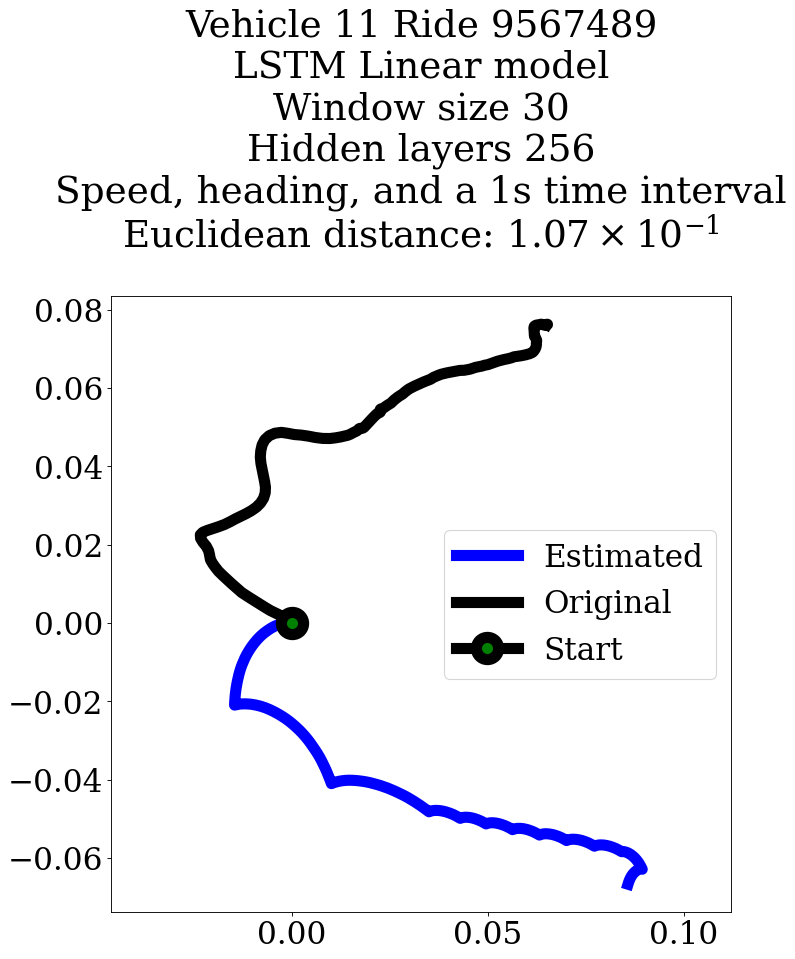 Vehicle 11 Ride 9567489
LSTM Linear model
Window size 30
Hidden layers 256
Speed, heading, and a 1s time interval
Euclidean distance: 1.07 × 10⁻¹
0.08
0.06
0.04
0.02
0.00
−0.02
−0.04
−0.06
Estimated
Original
Start
0.00 0.05 0.10